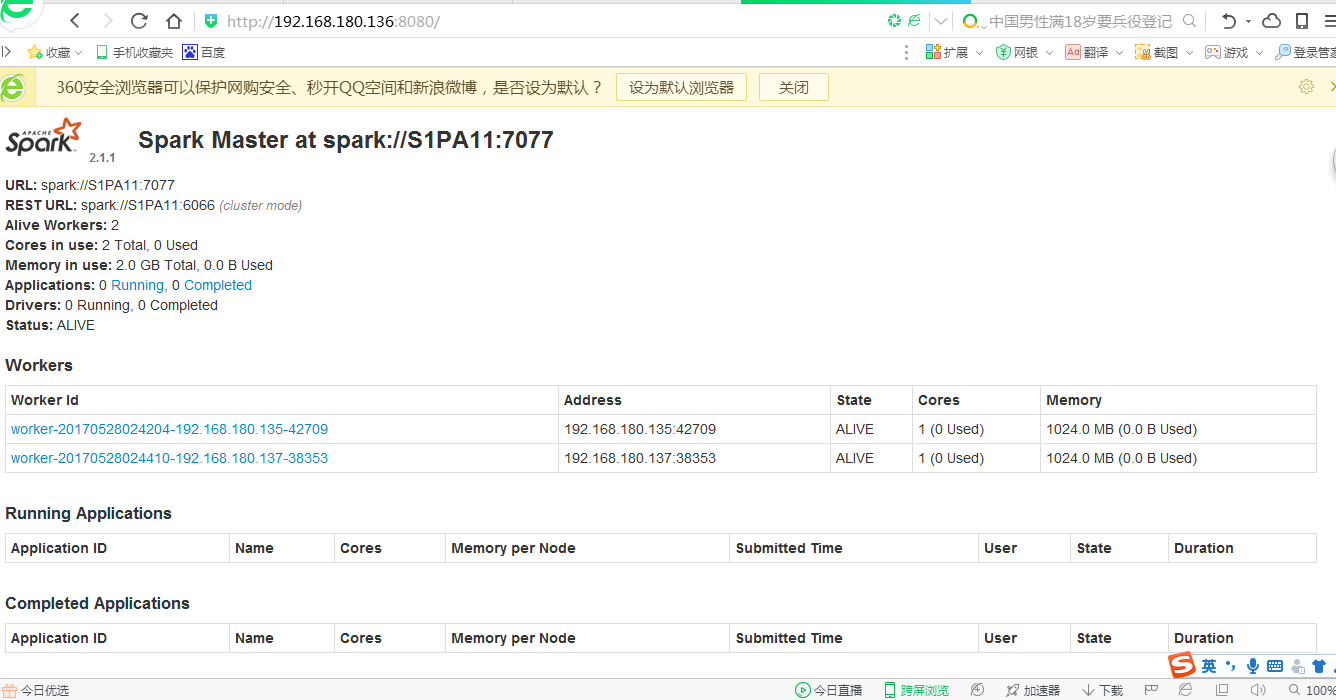 http://192.168.180.136:8080/
中国男性满18岁要兵役登记
收藏 手机收藏夹 百度 扩展 网银 翻译 截图 游戏 登录管家
360安全浏览器可以保护网购安全、秒开QQ空间和新浪微博，是否设为默认？ 设为默认浏览器 关闭
APACHE
Spark 2.1.1
Spark Master at spark://S1PA11:7077
URL: spark://S1PA11:7077
REST URL: spark://S1PA11:6066 (cluster mode)
Alive Workers: 2
Cores in use: 2 Total, 0 Used
Memory in use: 2.0 GB Total, 0.0 B Used
Applications: 0 Running, 0 Completed
Drivers: 0 Running, 0 Completed
Status: ALIVE
Workers
Worker Id Address State Cores Memory
worker-20170528024204-192.168.180.135-42709 192.168.180.135:42709 ALIVE 1 (0 Used) 1024.0 MB (0.0 B Used)
worker-20170528024410-192.168.180.137-38353 192.168.180.137:38353 ALIVE 1 (0 Used) 1024.0 MB (0.0 B Used)
Running Applications
Application ID Name Cores Memory per Node Submitted Time User State Duration
Completed Applications
Application ID Name Cores Memory per Node Submitted Time User State Duration
英
今日优选 今日直播 跨屏浏览 加速器 下载 100%